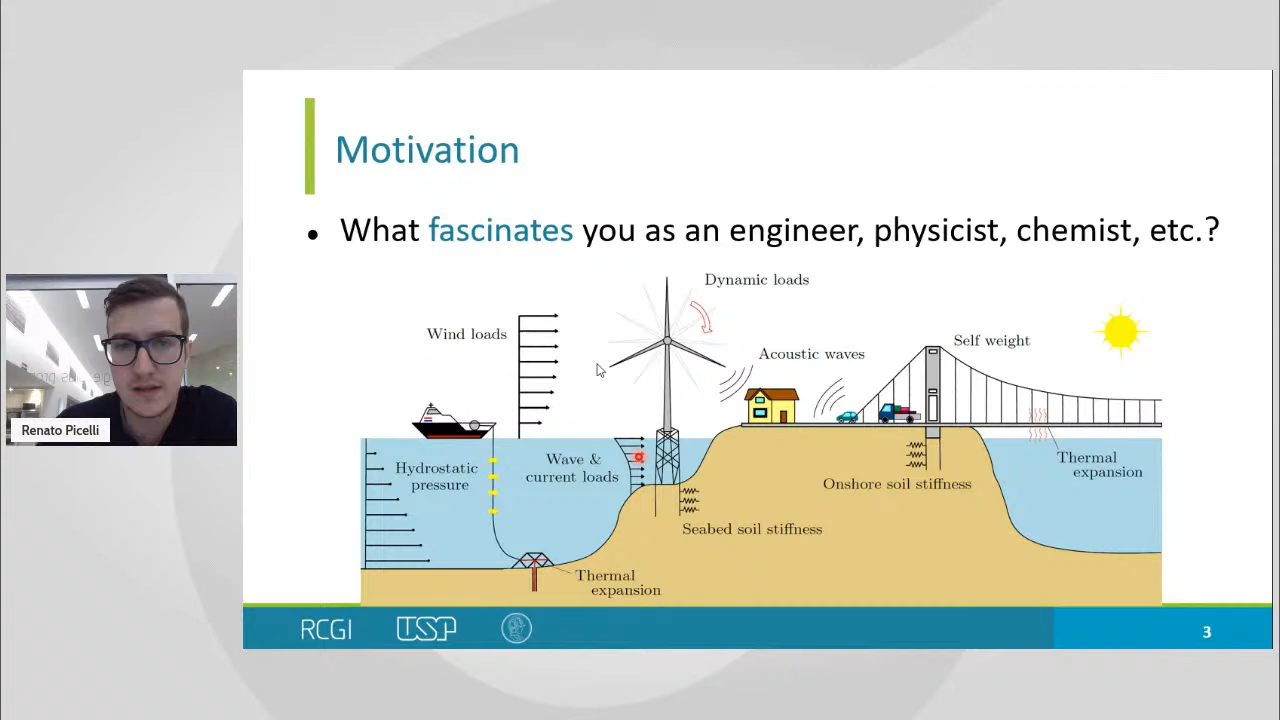 Motivation
• What fascinates you as an engineer, physicist, chemist, etc.?
Dynamic loads
Wind loads
Self weight
Acoustic waves
Renato Picelli
Hydrostatic
pressure
Wave &
current loads
Thermal
expansion
Onshore soil stiffness
Seabed soil stiffness
Thermal
expansion
RCGI
USP
3